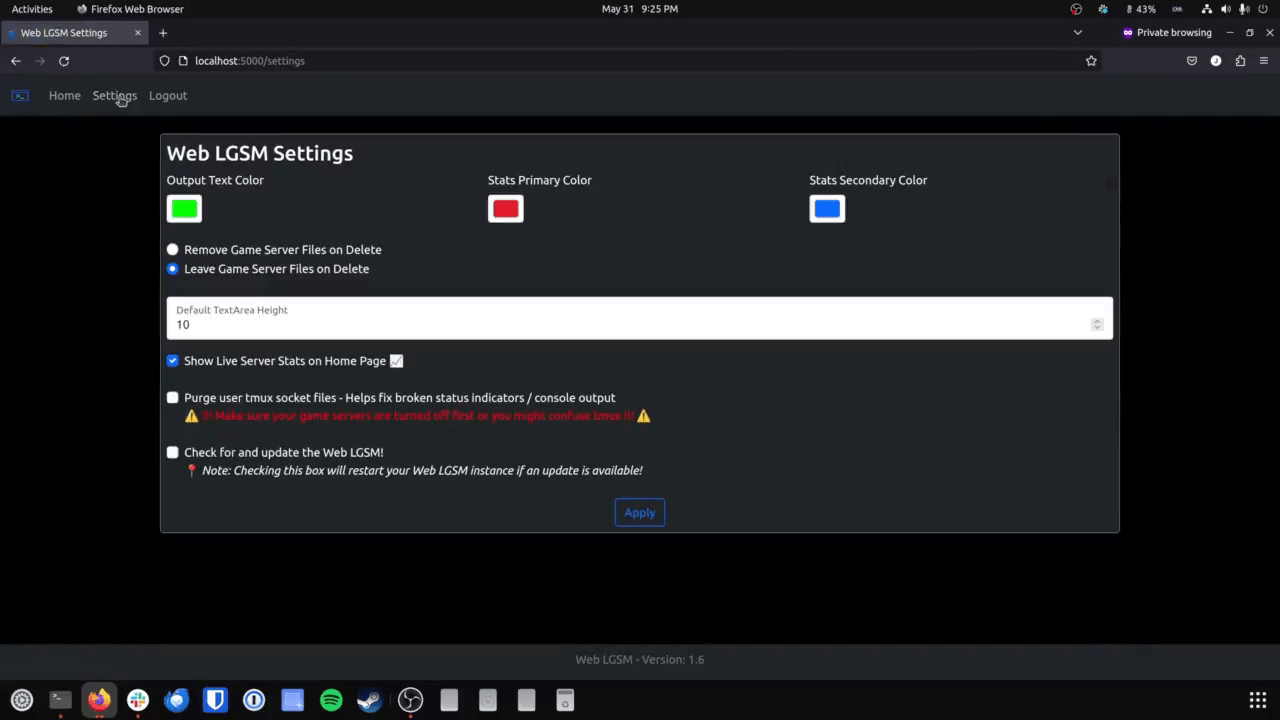 Activities
Firefox Web Browser
May 31 9:25 PM
43%
Web LGSM Settings
Private browsing
localhost:5000/settings
Home
Settings
Logout
Web LGSM Settings
Output Text Color
Stats Primary Color
Stats Secondary Color
Remove Game Server Files on Delete
Leave Game Server Files on Delete
Default TextArea Height
10
Show Live Server Stats on Home Page
Purge user tmux socket files - Helps fix broken status indicators / console output
!!! Make sure your game servers are turned off first or you might confuse tmux !!!
Check for and update the Web LGSM!
Note: Checking this box will restart your Web LGSM instance if an update is available!
Apply
Web LGSM - Version: 1.6